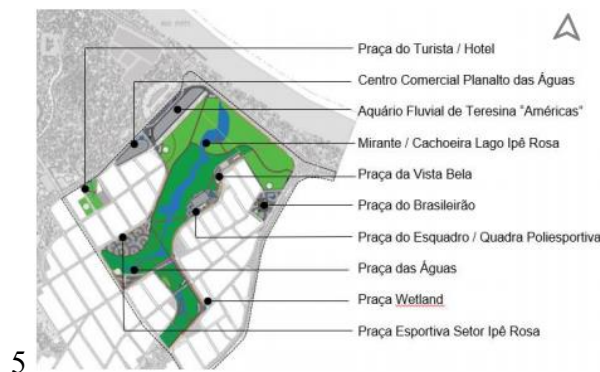 RIO POTI
Praça do Turista / Hotel
Centro Comercial Planalto das Águas
Aquário Fluvial de Teresina "Américas"
Mirante / Cachoeira Lago Ipê Rosa
Praça da Vista Bela
Praça do Brasileirão
Praça do Esquadro / Quadra Poliesportiva
Praça das Águas
Praça Wetland
Praça Esportiva Setor Ipê Rosa
5